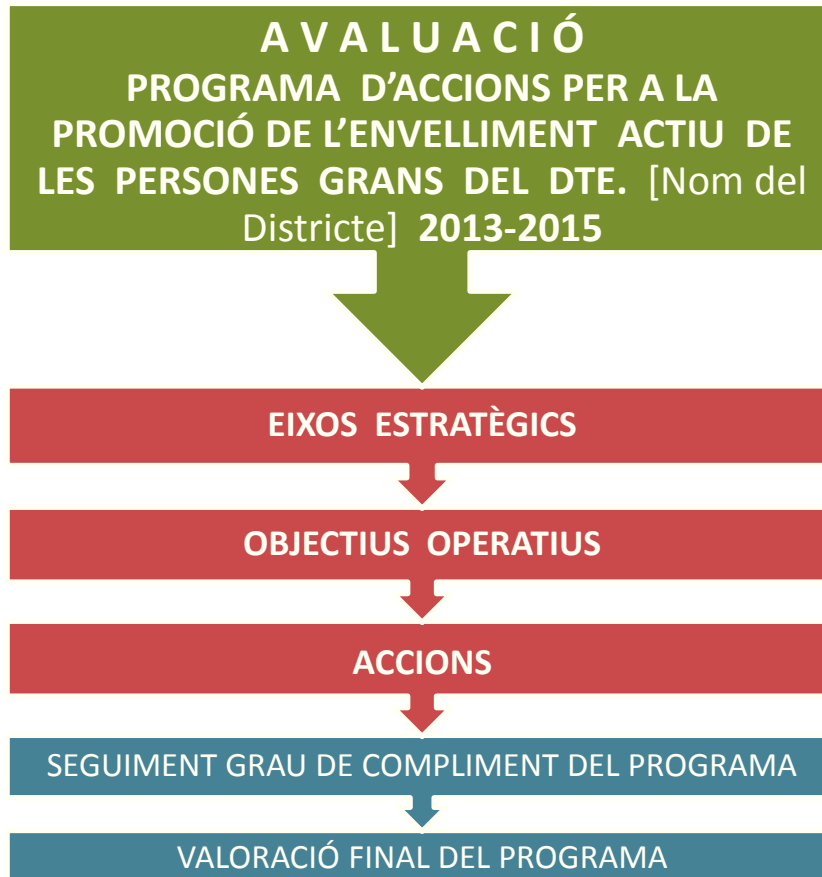 A V A L U A C I Ó
PROGRAMA D’ACCIONS PER A LA
PROMOCIÓ DE L’ENVELLIMENT ACTIU DE
LES PERSONES GRANS DEL DTE. [Nom del
Districte] 2013-2015
EIXOS ESTRATÈGICS
OBJECTIUS OPERATIUS
ACCIONS
SEGUIMENT GRAU DE COMPLIMENT DEL PROGRAMA
VALORACIÓ FINAL DEL PROGRAMA